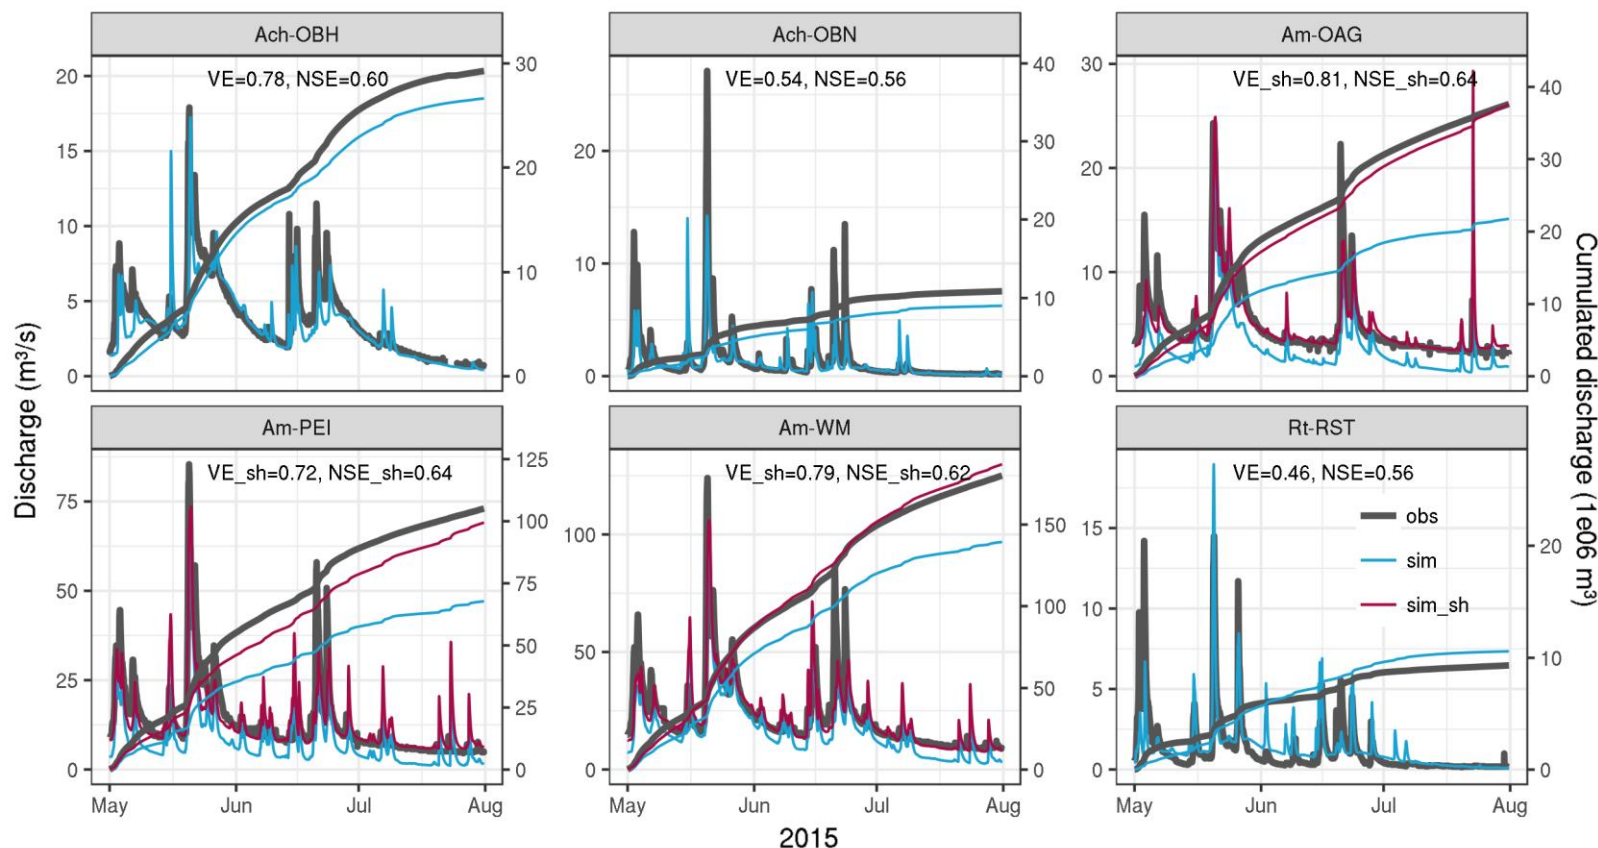 Ach-OBH
Ach-OBN
Am-OAG
VE=0.78, NSE=0.60
VE=0.54, NSE=0.56
VE_sh=0.81, NSE_sh=0.64
20
15
10
5
0
30
20
10
0
20
10
0
40
30
20
10
0
30
20
10
0
40
30
20
10
0
Discharge (m³/s)
Cumulated discharge (1e06 m³)
Am-PEI
Am-WM
Rt-RST
VE_sh=0.72, NSE_sh=0.64
VE_sh=0.79, NSE_sh=0.62
VE=0.46, NSE=0.56
obs
sim
sim_sh
75
50
25
0
125
100
75
50
25
0
100
50
0
150
100
50
0
15
10
5
0
20
10
0
May Jun Jul Aug
May Jun Jul Aug
May Jun Jul Aug
2015